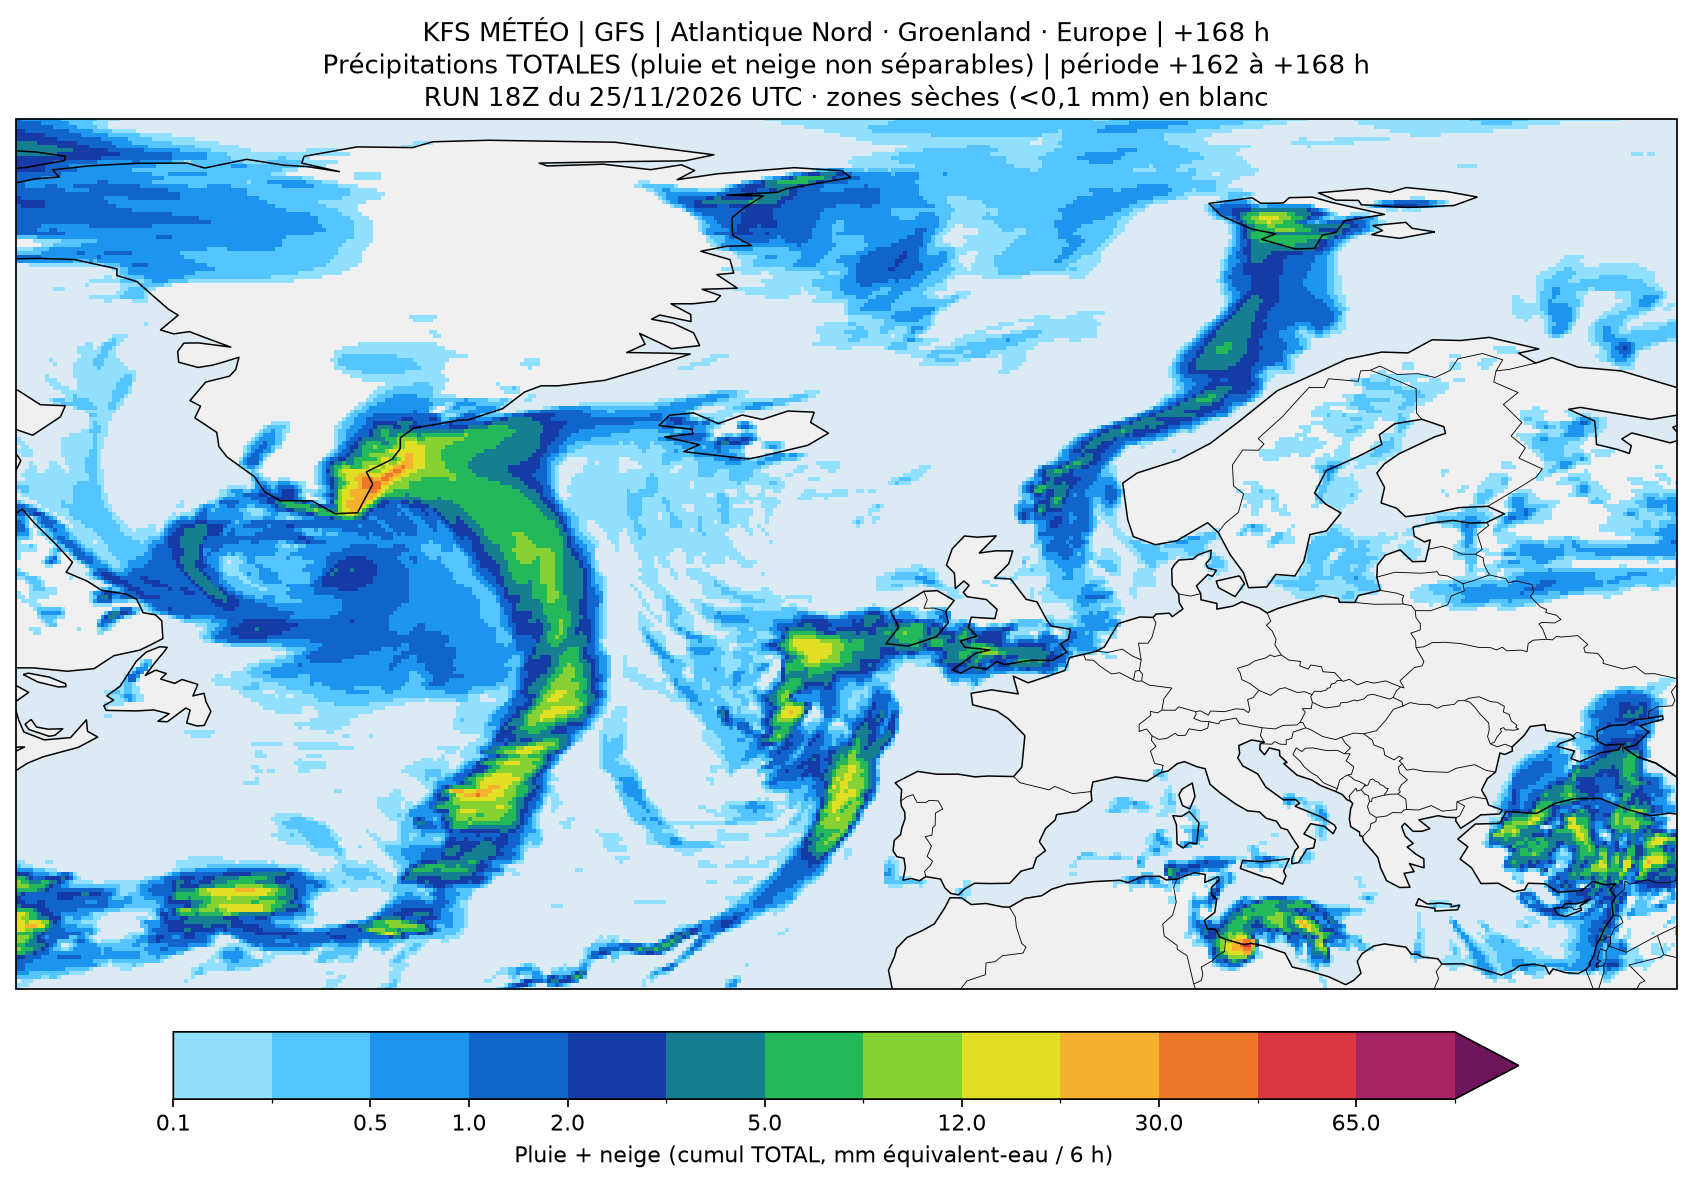 KFS MÉTÉO | GFS | Atlantique Nord · Groenland · Europe | +168 h
Précipitations TOTALES (pluie et neige non séparables) | période +162 à +168 h
RUN 18Z du 25/11/2026 UTC · zones sèches (<0,1 mm) en blanc
0.1 0.5 1.0 2.0 5.0 12.0 30.0 65.0
Pluie + neige (cumul TOTAL, mm équivalent-eau / 6 h)